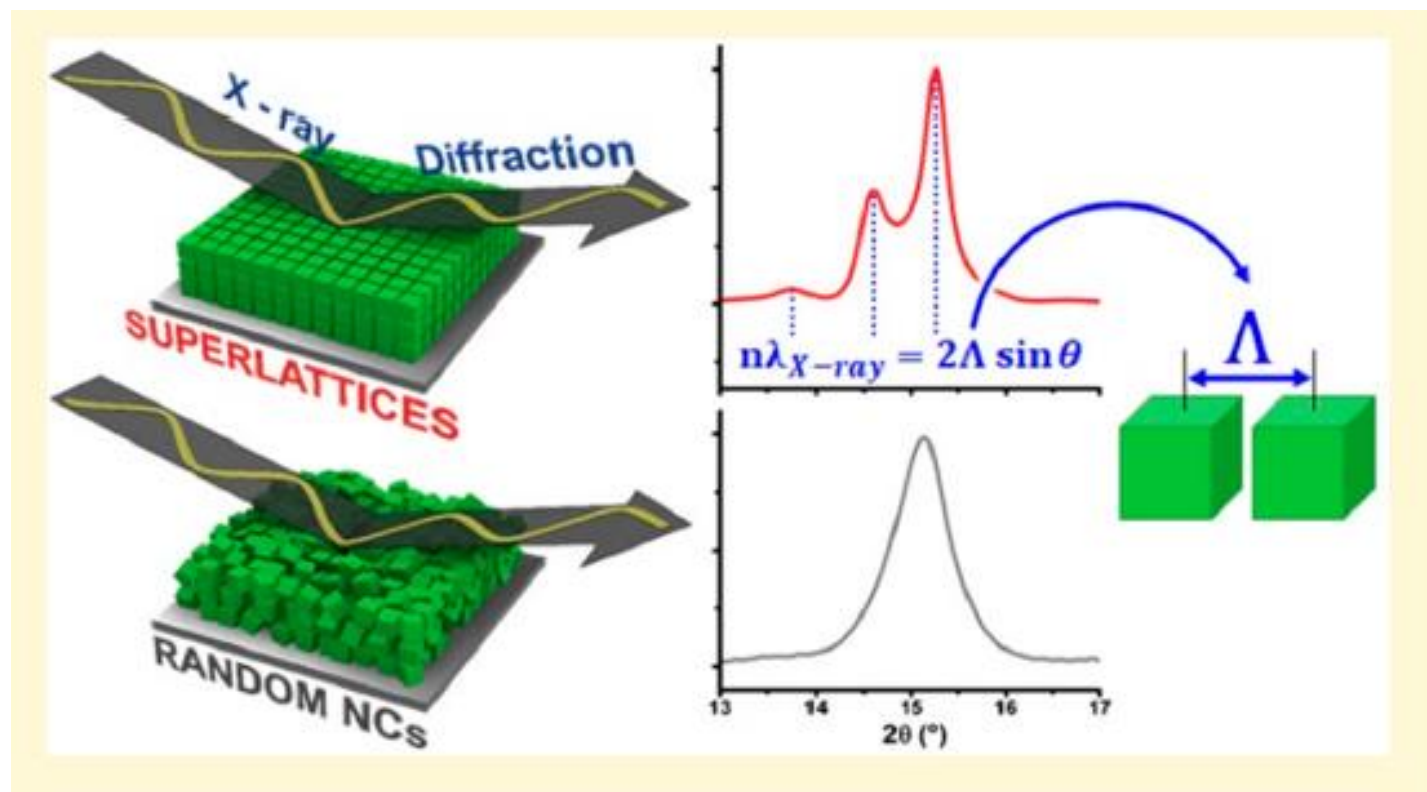 X - ray
Diffraction
SUPERLATTICES
nλX−ray = 2Λ sin θ
Λ
RANDOM NCs
13 14 15 16 17
2θ (°)